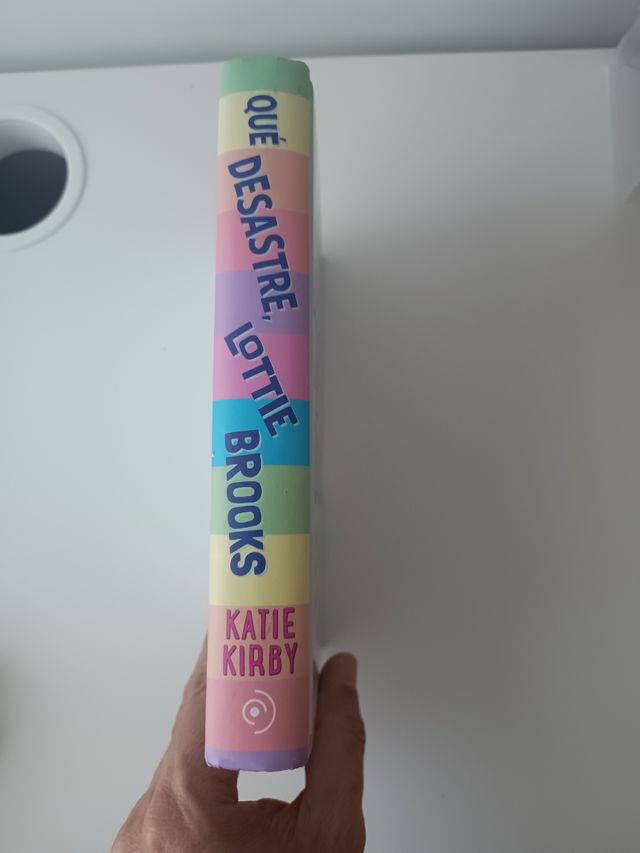 QUÉ DESASTRE, LOTTIE BROOKS
KATIE
KIRBY